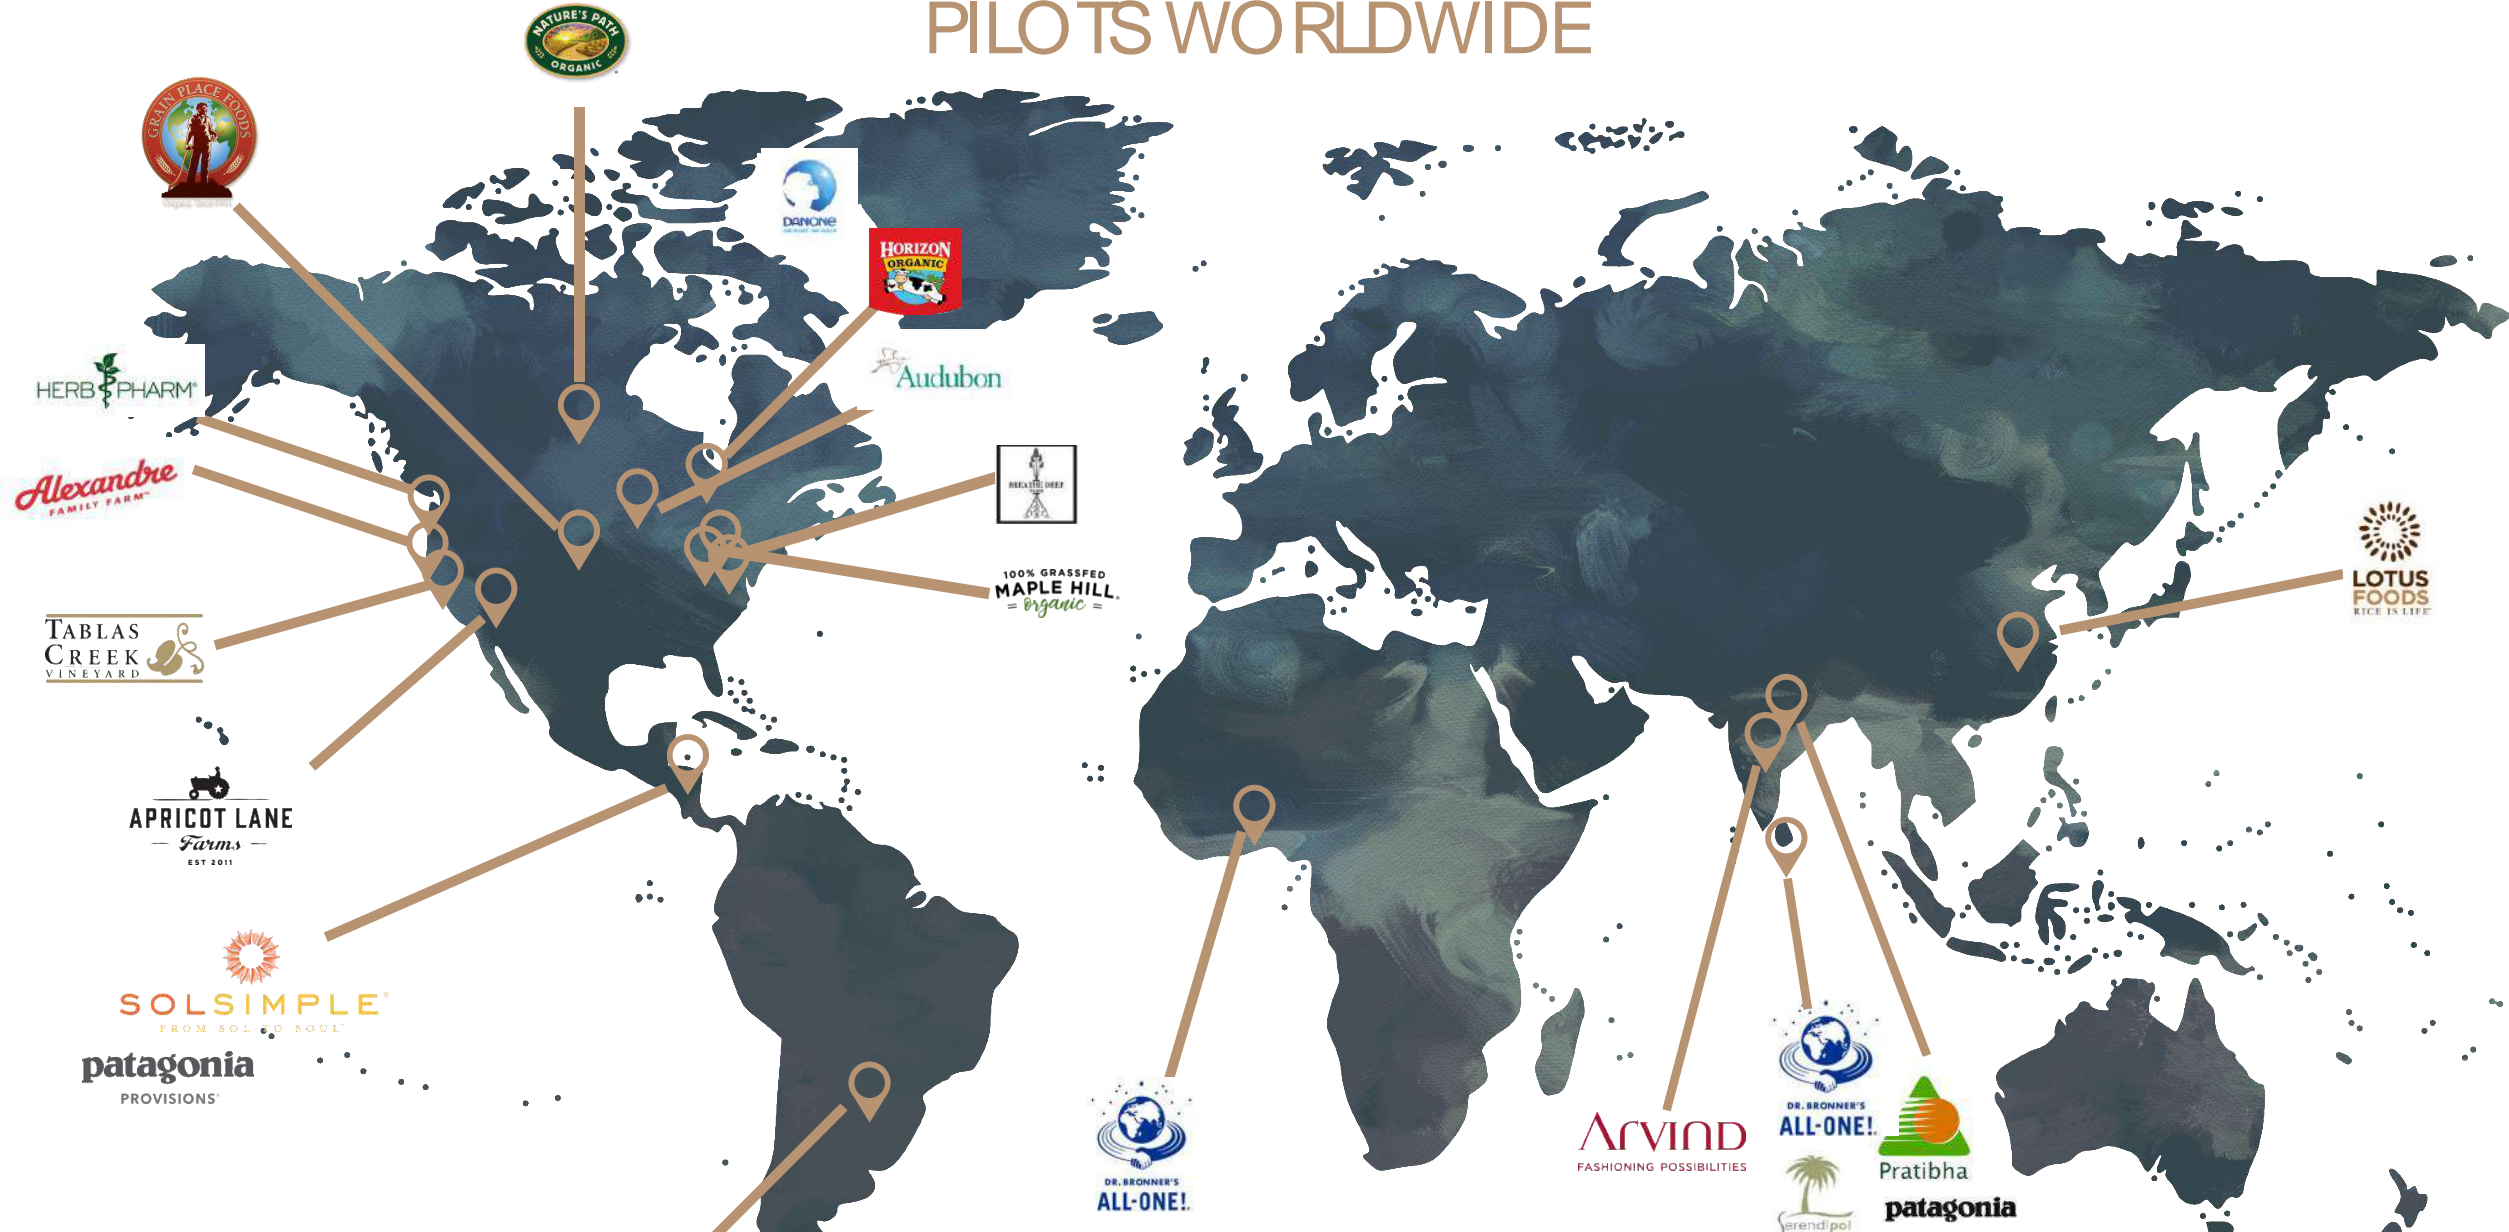 PILOTS WORLDWIDE
NATURE'S PATH
ORGANIC
GRAIN PLACE FOODS
DANONE
HORIZON
ORGANIC
HERB PHARM
Audubon
Alexandre
FAMILY FARM
BREATHE DEEP
LOTUS
FOODS
RICE IS LIFE
100% GRASSFED
MAPLE HILL
Organic
TABLAS
CREEK
VINEYARD
APRICOT LANE
Farms
EST 2011
SOLSIMPLE
FROM SOL TO SOUL
patagonia
PROVISIONS
DR. BRONNER'S
ALL-ONE!
ARVIND
FASHIONING POSSIBILITIES
DR. BRONNER'S
ALL-ONE!
Serendipol
Pratibha
patagonia